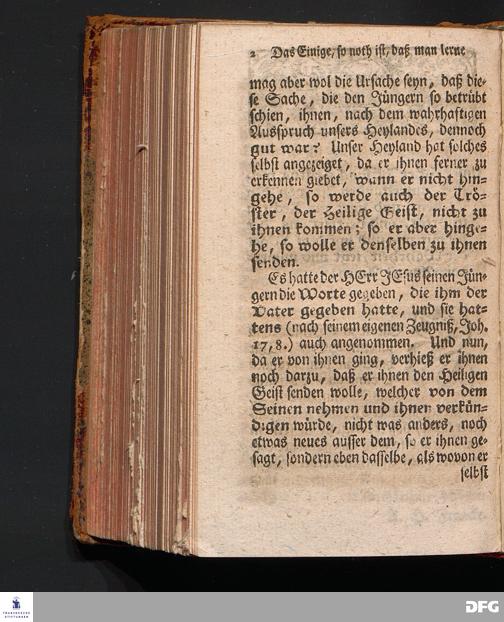 2 Das Einige, so noth ist, daß man lerne
mag aber wol die Ursache seyn, daß die-
se Sache, die den Jüngern so betrübt
schien, ihnen, nach dem wahrhaftigen
Ausspruch unsers Heylandes, dennoch
gut war? Unser Heyland hat solches
selbst angezeiget, da er ihnen ferner zu
erkennen giebet, wann er nicht hin-
gehe, so werde auch der Trö-
ster, der Heilige Geist, nicht zu
ihnen kommen; so er aber hinge-
he, so wolle er denselben zu ihnen
senden.
Es hatte der HErr JEsus seinen Jün-
gern die Worte gegeben, die ihm der
Vater gegeben hatte, und sie hat-
tens (nach seinem eigenen Zeugniß, Joh.
17, 8.) auch angenommen. Und nun,
da er von ihnen ging, verhieß er ihnen
noch darzu, daß er ihnen den Heiligen
Geist senden wolle, welcher von dem
Seinen nehmen und ihnen verkün-
digen würde, nicht was anders, noch
etwas neues ausser dem, so er ihnen ge-
sagt, sondern eben dasselbe, als wovon er
selbst
FRANCKESCHE
STIFTUNGEN
DFG